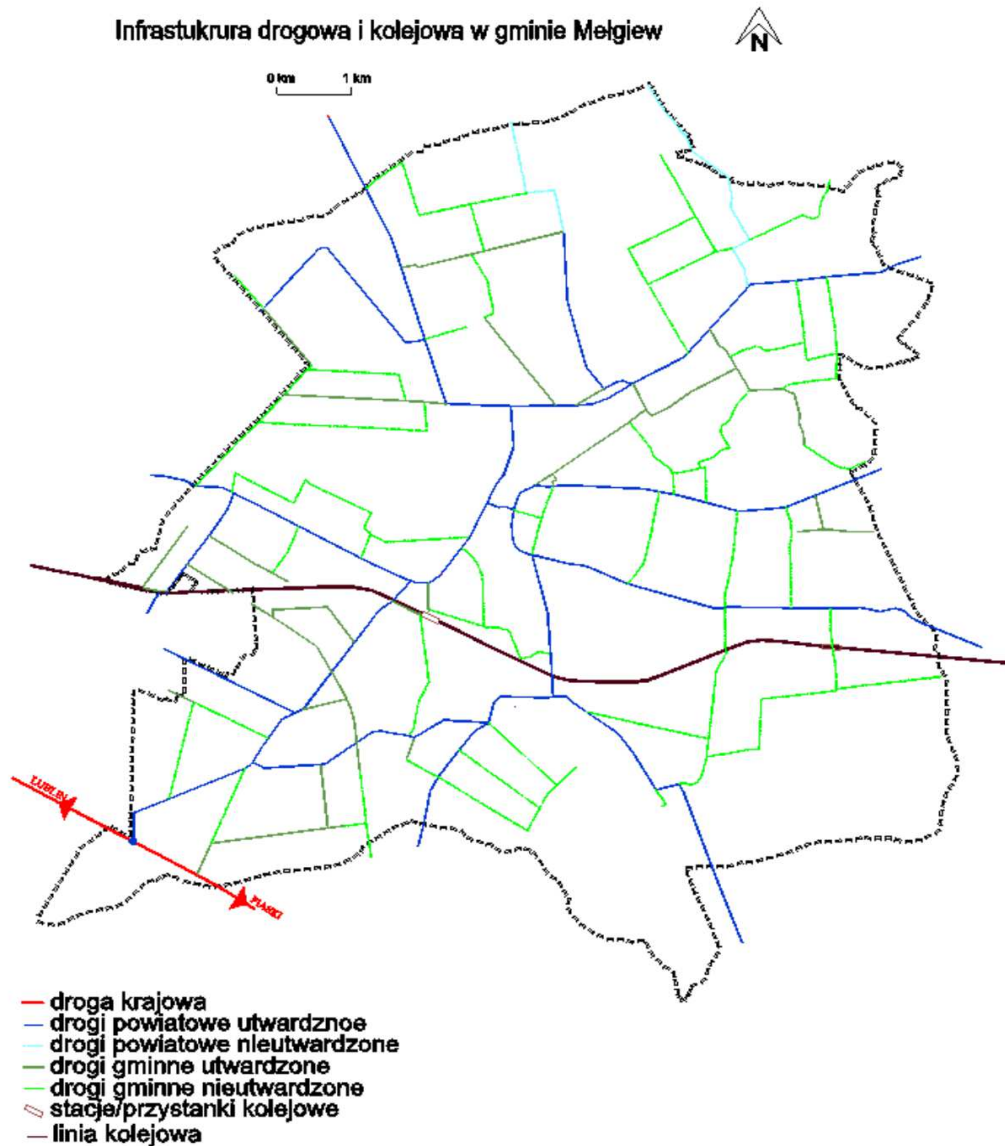 Infrastukrura drogowa i kolejowa w gminie Mełgiew
N
0 km 1 km
LUBLIN
PIASKI
droga krajowa
drogi powiatowe utwardznoe
drogi powiatowe nieutwardzone
drogi gminne utwardzone
drogi gminne nieutwardzone
stacje/przystanki kolejowe
linia kolejowa